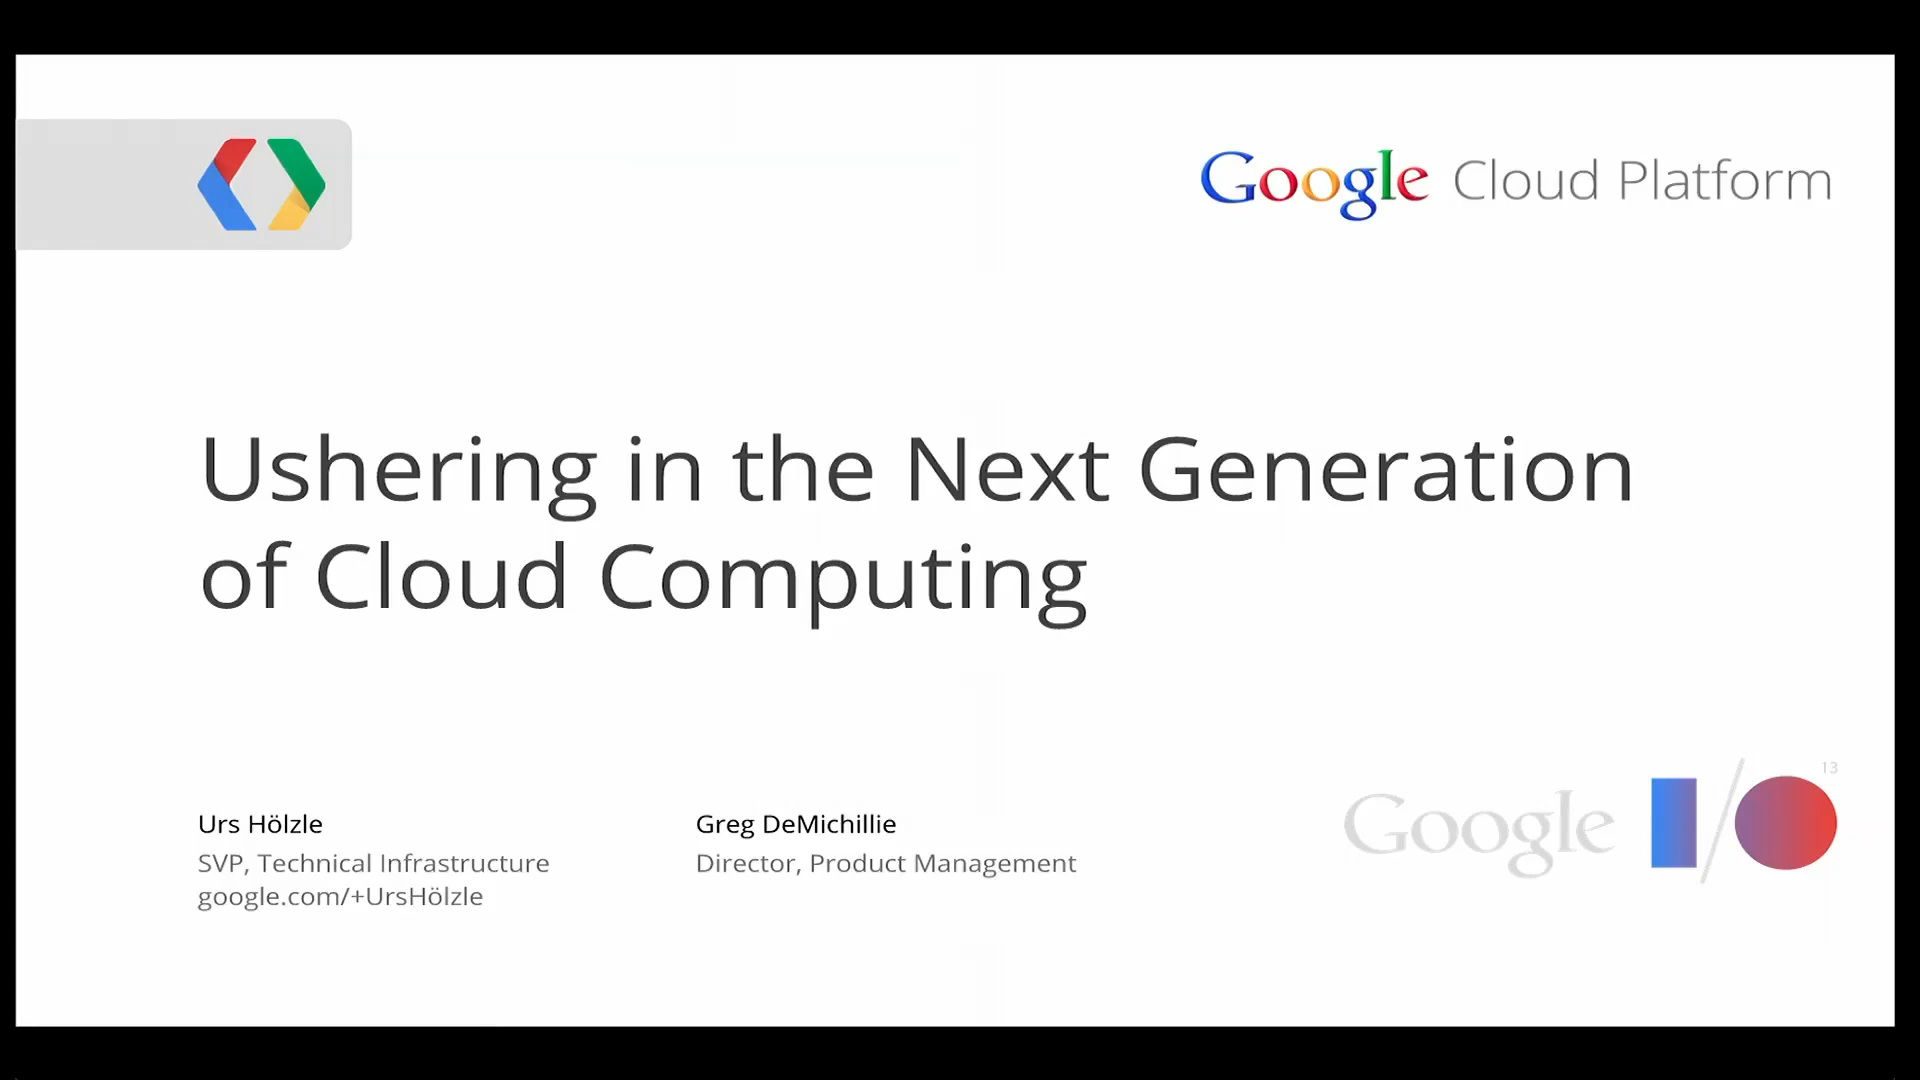 Google Cloud Platform
Ushering in the Next Generation
of Cloud Computing
Urs Hölzle
SVP, Technical Infrastructure
google.com/+UrsHölzle
Greg DeMichillie
Director, Product Management
Google I/O 13